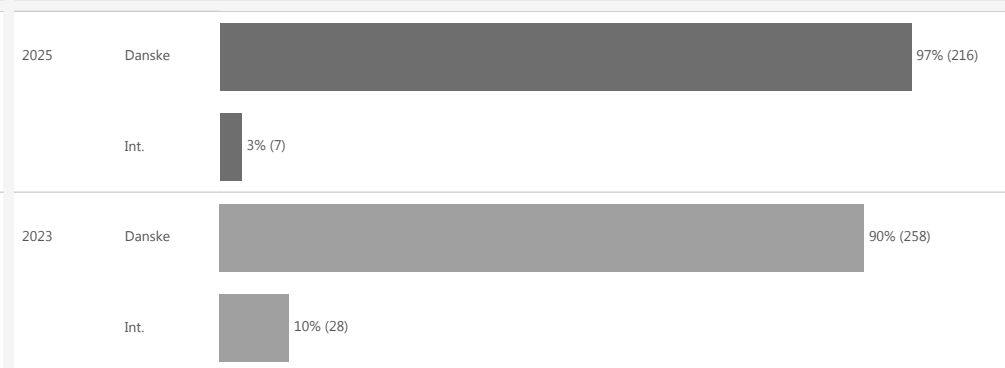 2025 Danske 97% (216)
Int. 3% (7)
2023 Danske 90% (258)
Int. 10% (28)